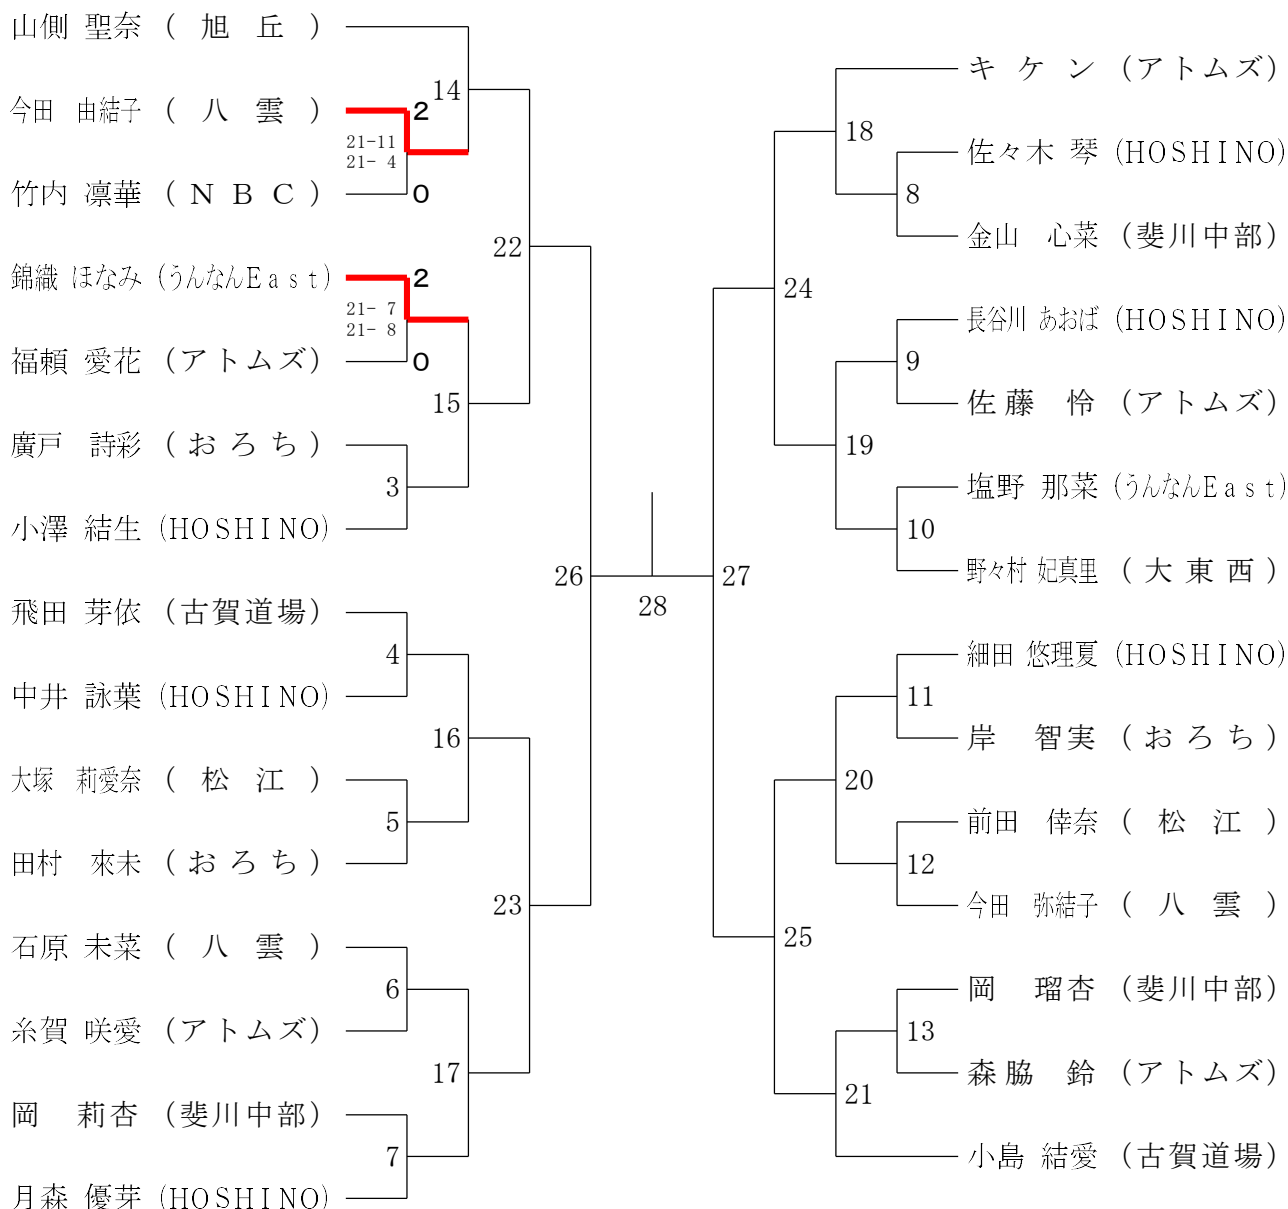 山側 聖奈 ( 旭 丘 )
14
今田 由結子 ( 八 雲 )
2
21-11
21- 4
竹内 凛華 ( N B C )
0
22
錦織 ほなみ (うんなんEast)
2
21- 7
21- 8
福頼 愛花 (アトムズ)
0
15
廣戸 詩彩 ( おろち )
3
小澤 結生 (HOSHINO)
26
飛田 芽依 (古賀道場)
4
中井 詠葉 (HOSHINO)
16
大塚 莉愛奈 ( 松 江 )
5
田村 來未 ( おろち )
23
石原 未菜 ( 八 雲 )
6
糸賀 咲愛 (アトムズ)
17
岡 莉杏 (斐川中部)
7
月森 優芽 (HOSHINO)
28
キ ケ ン (アトムズ)
18
佐々木 琴 (HOSHINO)
8
金山 心菜 (斐川中部)
24
長谷川 あおば (HOSHINO)
9
佐藤 怜 (アトムズ)
19
塩野 那菜 (うんなんEast)
10
野々村 妃真里 ( 大東西 )
27
細田 悠理夏 (HOSHINO)
11
岸 智実 ( おろち )
20
前田 倖奈 ( 松 江 )
12
今田 弥結子 ( 八 雲 )
25
岡 瑠杏 (斐川中部)
13
森脇 鈴 (アトムズ)
21
小島 結愛 (古賀道場)